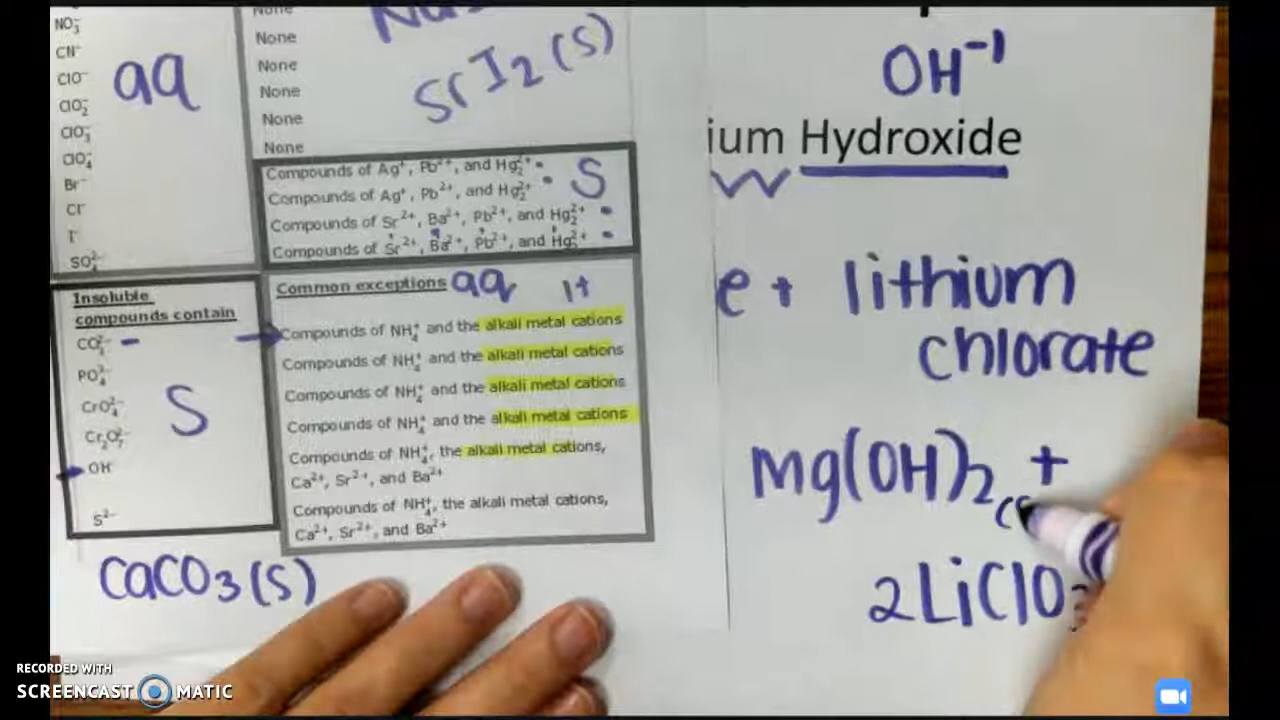 NO₃⁻
CN⁻
ClO⁻
ClO₂⁻
ClO₃⁻
ClO₄⁻
Br⁻
Cl⁻
I⁻
SO₄²⁻
aq
None
None
None
None
None
None
SrI₂(s)
Compounds of Ag⁺, Pb²⁺, and Hg₂²⁺
Compounds of Ag⁺, Pb²⁺, and Hg₂²⁺
Compounds of Sr²⁺, Ba²⁺, Pb²⁺, and Hg₂²⁺
Compounds of Sr²⁺, Ba²⁺, Pb²⁺, and Hg₂²⁺
S
Insoluble
compounds contain
CO₃²⁻
PO₄³⁻
CrO₄²⁻
Cr₂O₇²⁻
OH⁻
S²⁻
S
Common exceptions aq 1+
Compounds of NH₄⁺ and the alkali metal cations
Compounds of NH₄⁺ and the alkali metal cations
Compounds of NH₄⁺ and the alkali metal cations
Compounds of NH₄⁺ and the alkali metal cations
Compounds of NH₄⁺, the alkali metal cations,
Ca²⁺, Sr²⁺, and Ba²⁺
Compounds of NH₄⁺, the alkali metal cations,
Ca²⁺, Sr²⁺, and Ba²⁺
CaCO₃(s)
OH⁻¹
ium Hydroxide
e + lithium
chlorate
Mg(OH)₂ +
2LiClO₃
RECORDED WITH
SCREENCAST MATIC